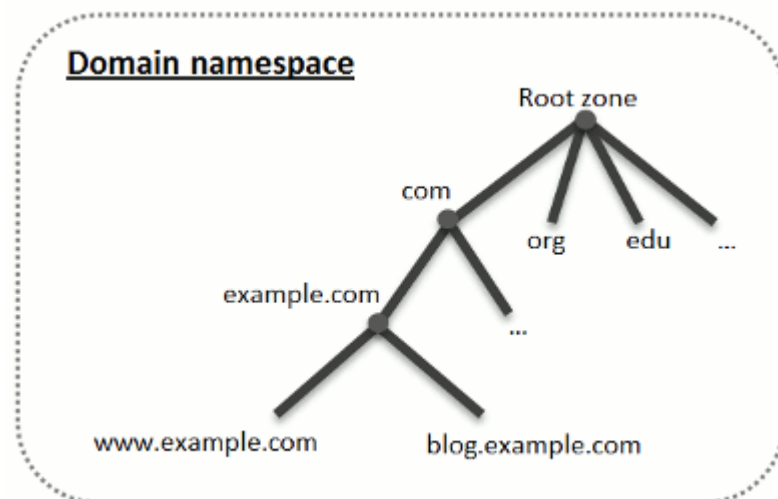 Domain namespace
Root zone
com
org
edu
...
example.com
...
www.example.com
blog.example.com